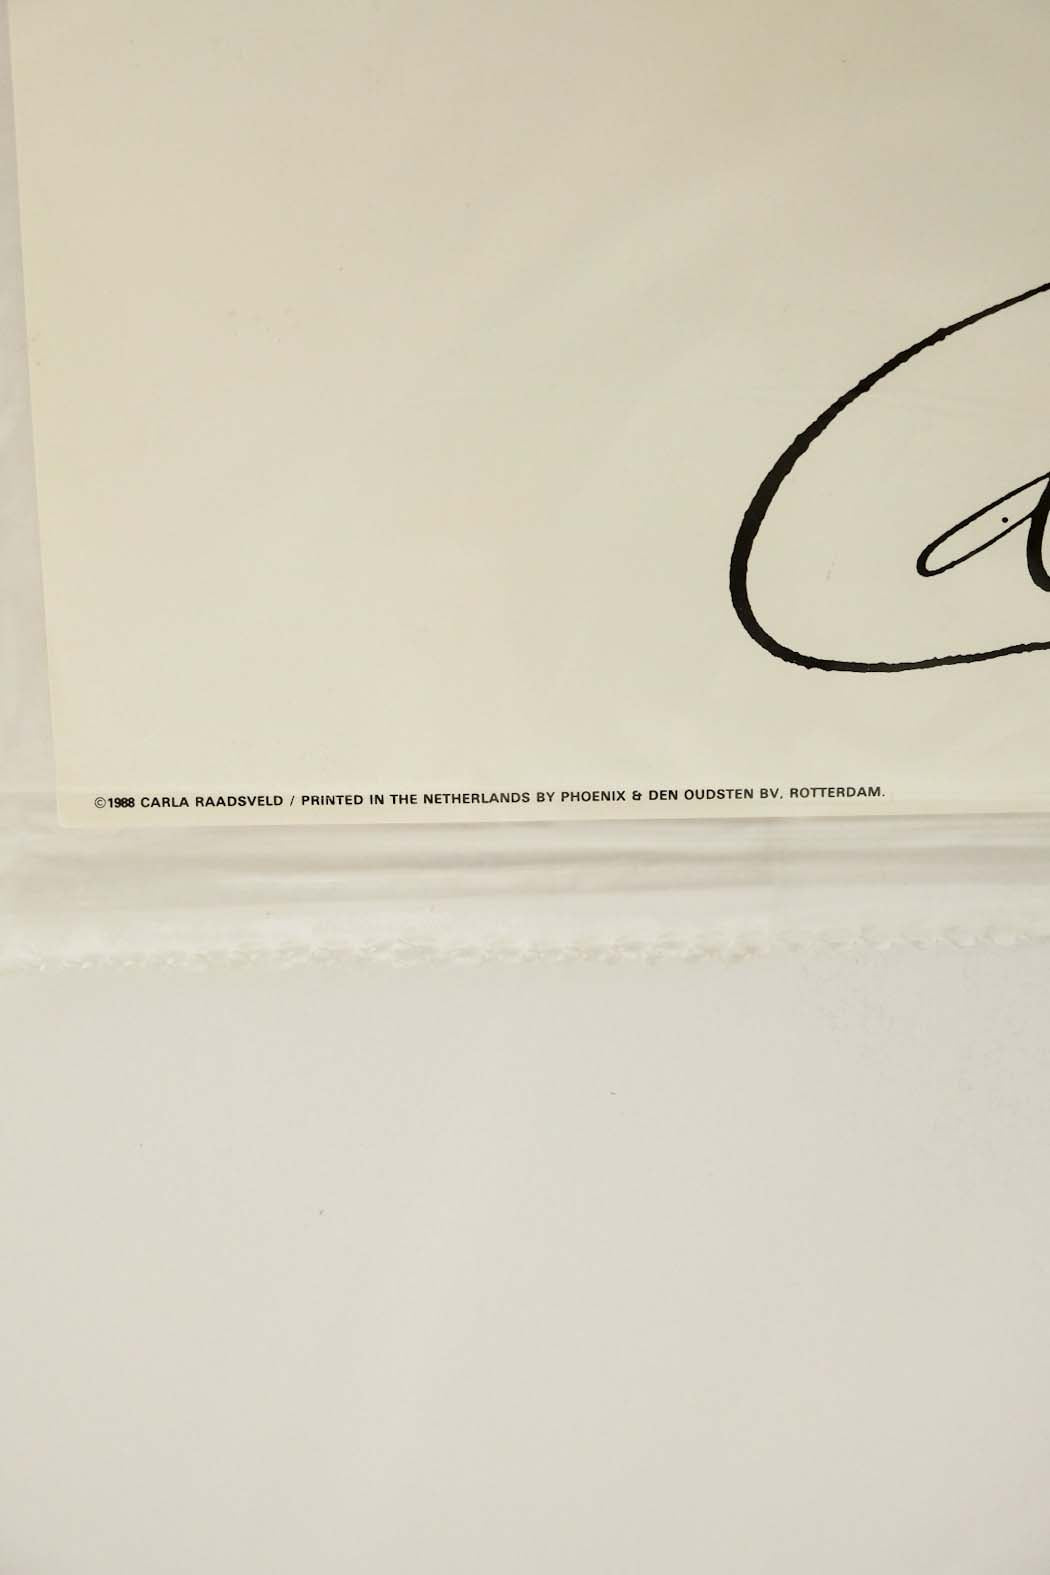 ©1988 CARLA RAADSVELD / PRINTED IN THE NETHERLANDS BY PHOENIX & DEN OUDSTEN BV, ROTTERDAM.